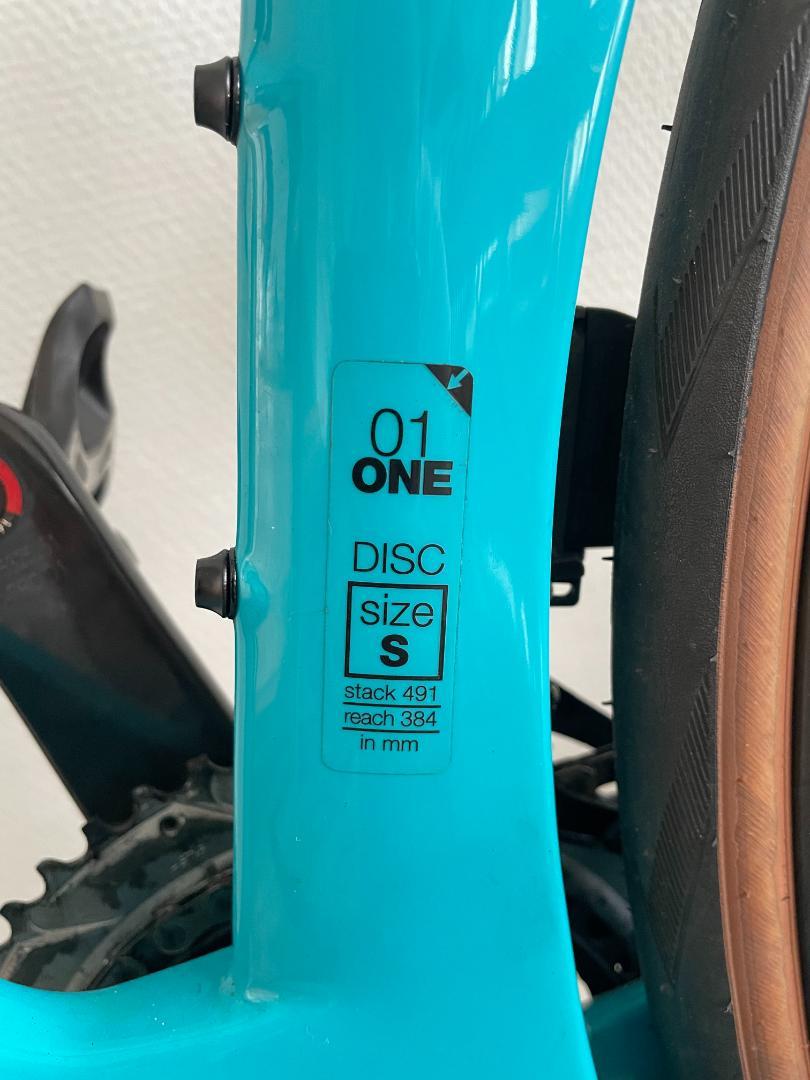 01
ONE
DISC
size
S
stack 491
reach 384
in mm